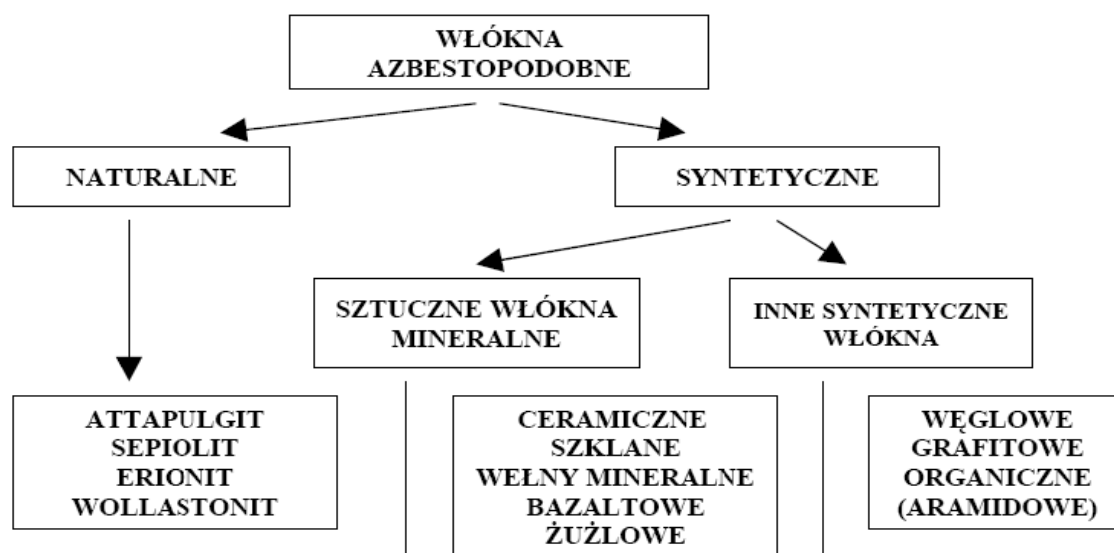 WŁÓKNA
AZBESTOPODOBNE
NATURALNE
SYNTETYCZNE
SZTUCZNE WŁÓKNA
MINERALNE
INNE SYNTETYCZNE
WŁÓKNA
ATTAPULGIT
SEPIOLIT
ERIONIT
WOLLASTONIT
CERAMICZNE
SZKLANE
WEŁNY MINERALNE
BAZALTOWE
ŻUŻLOWE
WĘGLOWE
GRAFITOWE
ORGANICZNE
(ARAMIDOWE)